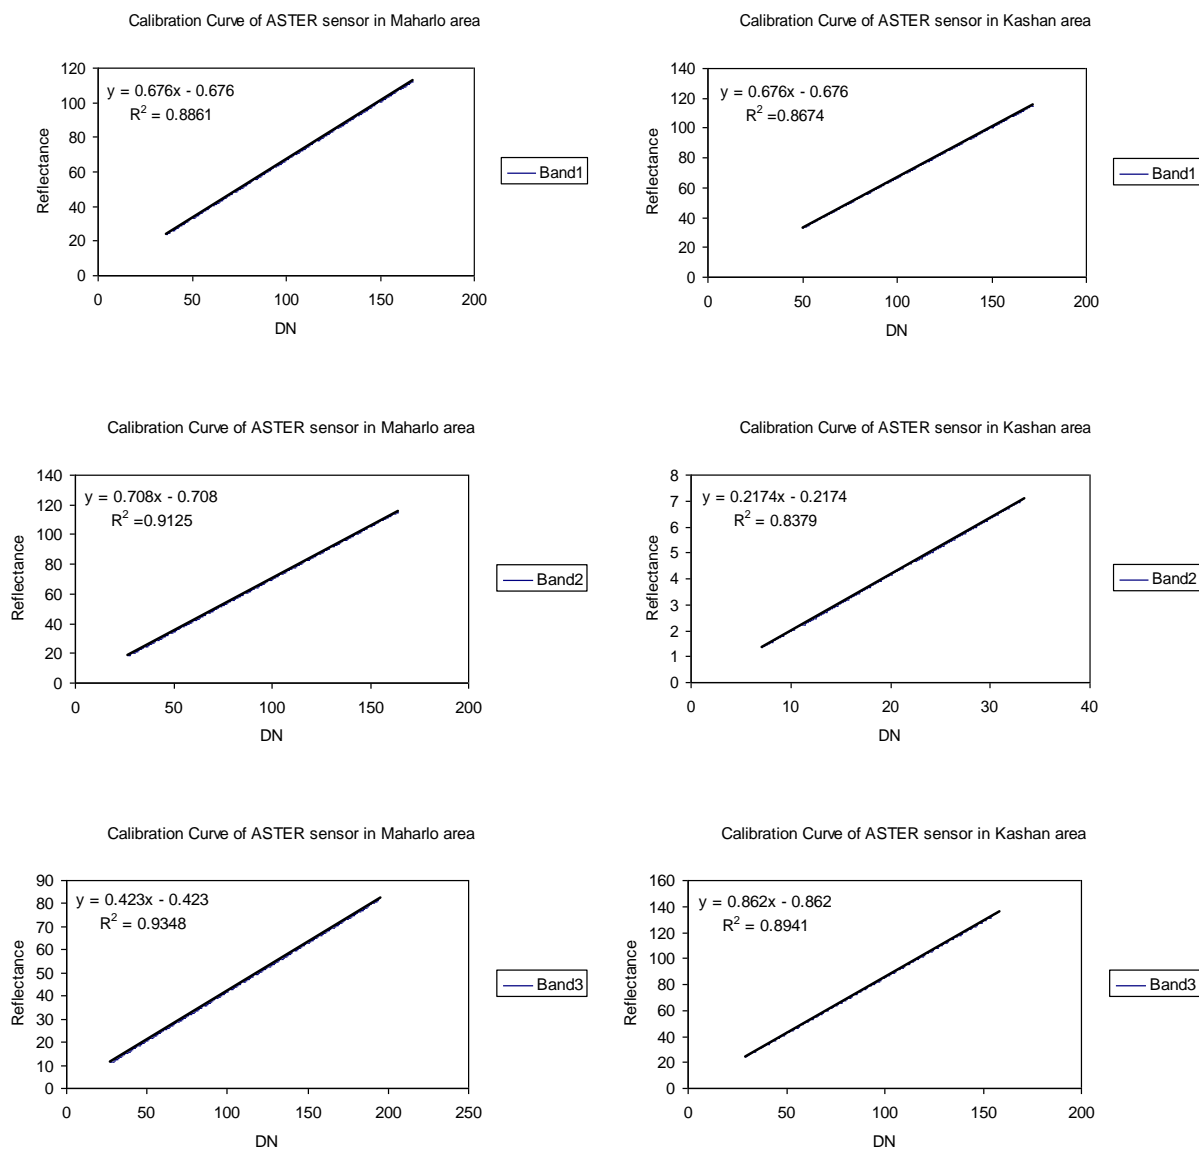 Calibration Curve of ASTER sensor in Maharlo area
120
100
80
60
40
20
0
Reflectance
y = 0.676x - 0.676
R² = 0.8861
0 50 100 150 200
DN
Band1
Calibration Curve of ASTER sensor in Kashan area
140
120
100
80
60
40
20
0
Reflectance
y = 0.676x - 0.676
R² =0.8674
0 50 100 150 200
DN
Band1
Calibration Curve of ASTER sensor in Maharlo area
140
120
100
80
60
40
20
0
Reflectance
y = 0.708x - 0.708
R² =0.9125
0 50 100 150 200
DN
Band2
Calibration Curve of ASTER sensor in Kashan area
8
7
6
5
4
3
2
1
0
Reflectance
y = 0.2174x - 0.2174
R² = 0.8379
0 10 20 30 40
DN
Band2
Calibration Curve of ASTER sensor in Maharlo area
90
80
70
60
50
40
30
20
10
0
Reflectance
y = 0.423x - 0.423
R² = 0.9348
0 50 100 150 200 250
DN
Band3
Calibration Curve of ASTER sensor in Kashan area
160
140
120
100
80
60
40
20
0
Reflectance
y = 0.862x - 0.862
R² = 0.8941
0 50 100 150 200
DN
Band3